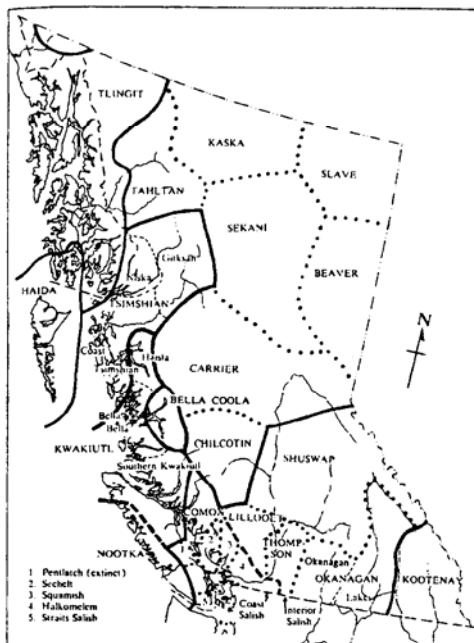 TLINGIT
KASKA
SLAVE
TAHLTAN
SEKANI
BEAVER
Gitksan
Niska
HAIDA
TSIMSHIAN
N
Coast
Tsimshian
Haisla
CARRIER
BELLA COOLA
Bella
Bella
KWAKIUTL
CHILCOTIN
SHUSWAP
Southern Kwakiutl
COMOX
LILLOOET
THOMP-
SON
NOOTKA
Okanagan
OKANAGAN
KOOTENAY
Lakes
1 Pentlatch (extinct)
2 Sechelt
3 Squamish
4 Halkomelem
5 Straits Salish
Coast
Salish
Interior
Salish